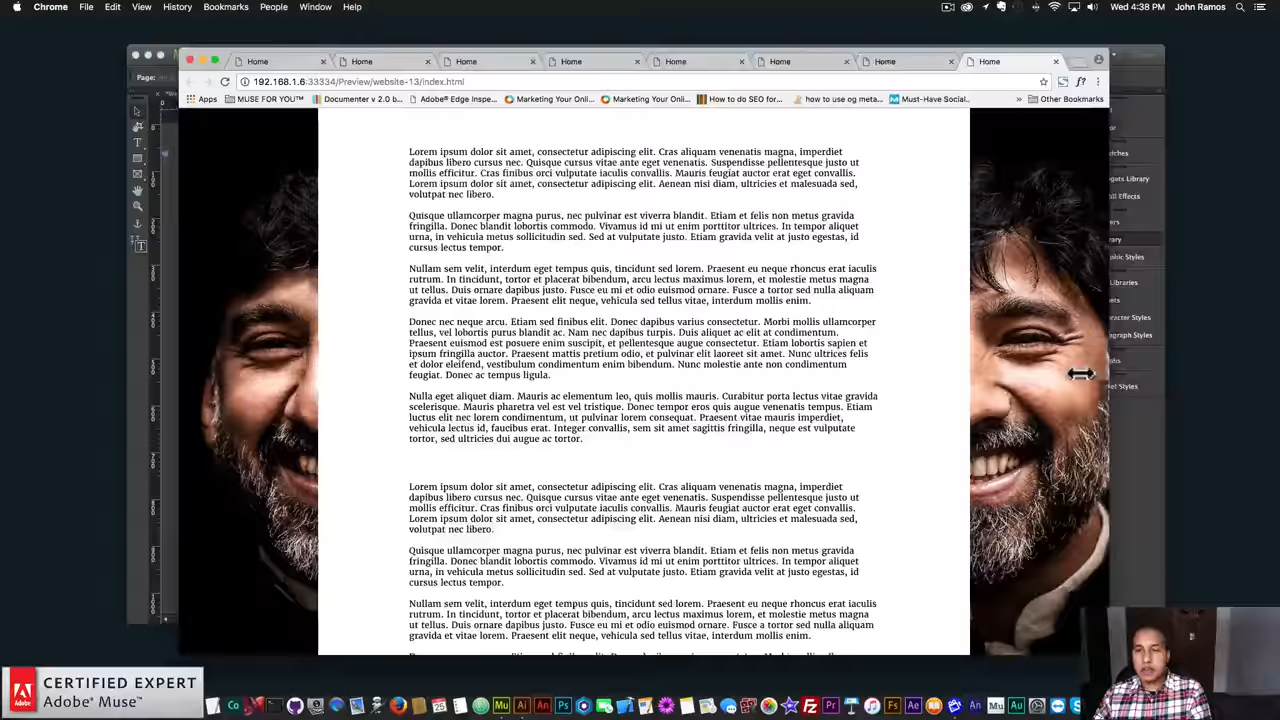 Chrome File Edit View History Bookmarks People Window Help
Wed 4:38 PM John Ramos
Home Home Home Home Home Home Home Home
Page:
192.168.1.6:33334/Preview/website-13/index.html
Apps MUSE FOR YOU™ Documenter v 2.0 b... Adobe® Edge Inspe... Marketing Your Onli... Marketing Your Onli... How to do SEO for... how to use og meta... Must-Have Social... » Other Bookmarks
Lorem ipsum dolor sit amet, consectetur adipiscing elit. Cras aliquam venenatis magna, imperdiet
dapibus libero cursus nec. Quisque cursus vitae ante eget venenatis. Suspendisse pellentesque justo ut
mollis efficitur. Cras finibus orci vulputate iaculis convallis. Mauris feugiat auctor erat eget convallis.
Lorem ipsum dolor sit amet, consectetur adipiscing elit. Aenean nisi diam, ultricies et malesuada sed,
volutpat nec libero.
Quisque ullamcorper magna purus, nec pulvinar est viverra blandit. Etiam et felis non metus gravida
fringilla. Donec blandit lobortis commodo. Vivamus id mi ut enim porttitor ultrices. In tempor aliquet
urna, in vehicula metus sollicitudin sed. Sed at vulputate justo. Etiam gravida velit at justo egestas, id
cursus lectus tempor.
Nullam sem velit, interdum eget tempus quis, tincidunt sed lorem. Praesent eu neque rhoncus erat iaculis
rutrum. In tincidunt, tortor et placerat bibendum, arcu lectus maximus lorem, et molestie metus magna
ut tellus. Duis ornare dapibus justo. Fusce eu mi et odio euismod ornare. Fusce a tortor sed nulla aliquam
gravida et vitae lorem. Praesent elit neque, vehicula sed tellus vitae, interdum mollis enim.
Donec nec neque arcu. Etiam sed finibus elit. Donec dapibus varius consectetur. Morbi mollis ullamcorper
tellus, vel lobortis purus blandit ac. Nam nec dapibus turpis. Duis aliquet ac elit at condimentum.
Praesent euismod est posuere enim suscipit, et pellentesque augue consectetur. Etiam lobortis sapien et
ipsum fringilla auctor. Praesent mattis pretium odio, et pulvinar elit laoreet sit amet. Nunc ultrices felis
et dolor eleifend, vestibulum condimentum enim bibendum. Nunc molestie ante non condimentum
feugiat. Donec ac tempus ligula.
Nulla eget aliquet diam. Mauris ac elementum leo, quis mollis mauris. Curabitur porta lectus vitae gravida
scelerisque. Mauris pharetra vel est vel tristique. Donec tempor eros quis augue venenatis tempus. Etiam
luctus elit nec lorem condimentum, ut pulvinar lorem consequat. Praesent vitae mauris imperdiet,
vehicula lectus id, faucibus erat. Integer convallis, sem sit amet sagittis fringilla, neque est vulputate
tortor, sed ultricies dui augue ac tortor.
Lorem ipsum dolor sit amet, consectetur adipiscing elit. Cras aliquam venenatis magna, imperdiet
dapibus libero cursus nec. Quisque cursus vitae ante eget venenatis. Suspendisse pellentesque justo ut
mollis efficitur. Cras finibus orci vulputate iaculis convallis. Mauris feugiat auctor erat eget convallis.
Lorem ipsum dolor sit amet, consectetur adipiscing elit. Aenean nisi diam, ultricies et malesuada sed,
volutpat nec libero.
Quisque ullamcorper magna purus, nec pulvinar est viverra blandit. Etiam et felis non metus gravida
fringilla. Donec blandit lobortis commodo. Vivamus id mi ut enim porttitor ultrices. In tempor aliquet
urna, in vehicula metus sollicitudin sed. Sed at vulputate justo. Etiam gravida velit at justo egestas, id
cursus lectus tempor.
Nullam sem velit, interdum eget tempus quis, tincidunt sed lorem. Praesent eu neque rhoncus erat iaculis
rutrum. In tincidunt, tortor et placerat bibendum, arcu lectus maximus lorem, et molestie metus magna
ut tellus. Duis ornare dapibus justo. Fusce eu mi et odio euismod ornare. Fusce a tortor sed nulla aliquam
gravida et vitae lorem. Praesent elit neque, vehicula sed tellus vitae, interdum mollis enim.
Adobe CERTIFIED EXPERT
Adobe® Muse™